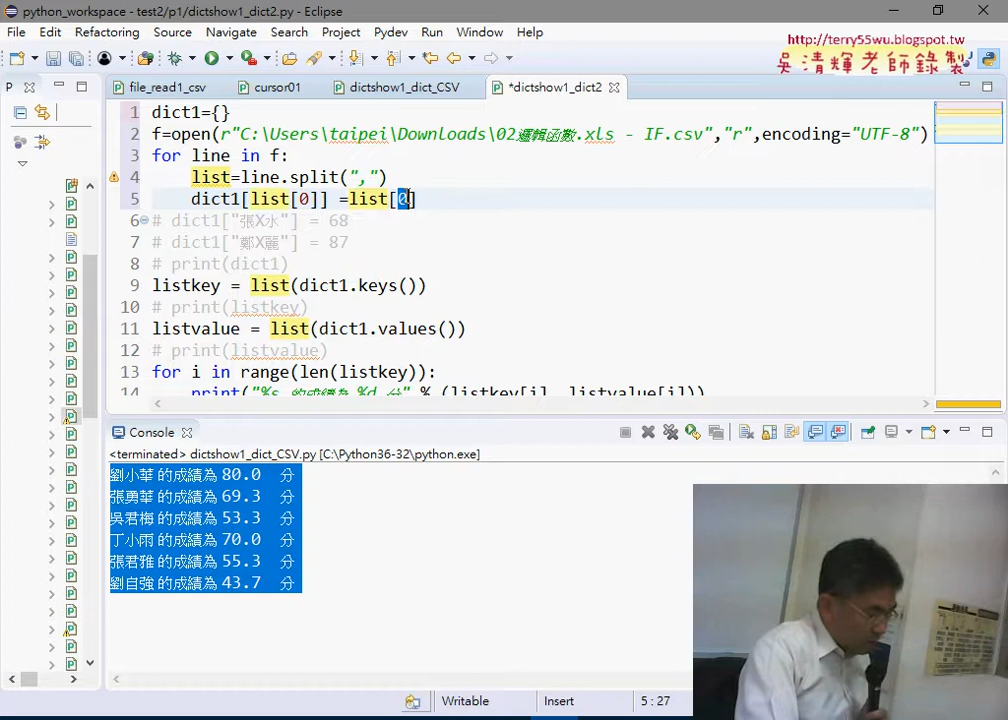 python_workspace - test2/p1/dictshow1_dict2.py - Eclipse
File Edit Refactoring Source Navigate Search Project Pydev Run Window Help
http://terry55wu.blogspot.tw
吳清輝老師錄製
P file_read1_csv cursor01 dictshow1_dict_CSV *dictshow1_dict2
1 dict1={}
2 f=open(r"C:\Users\taipei\Downloads\02邏輯函數.xls - IF.csv","r",encoding="UTF-8")
3 for line in f:
4 list=line.split(",")
5 dict1[list[0]] =list[0]
6 # dict1["張X水"] = 68
7 # dict1["鄭X麗"] = 87
8 # print(dict1)
9 listkey = list(dict1.keys())
10 # print(listkey)
11 listvalue = list(dict1.values())
12 # print(listvalue)
13 for i in range(len(listkey)):
14 print("%s 的成績為 %d 分" % (listkey[i], listvalue[i]))
Console
<terminated> dictshow1_dict_CSV.py [C:\Python36-32\python.exe]
劉小華 的成績為 80.0 分
張勇華 的成績為 69.3 分
吳君梅 的成績為 53.3 分
丁小雨 的成績為 70.0 分
張君雅 的成績為 55.3 分
劉自強 的成績為 43.7 分
Writable Insert 5 : 27